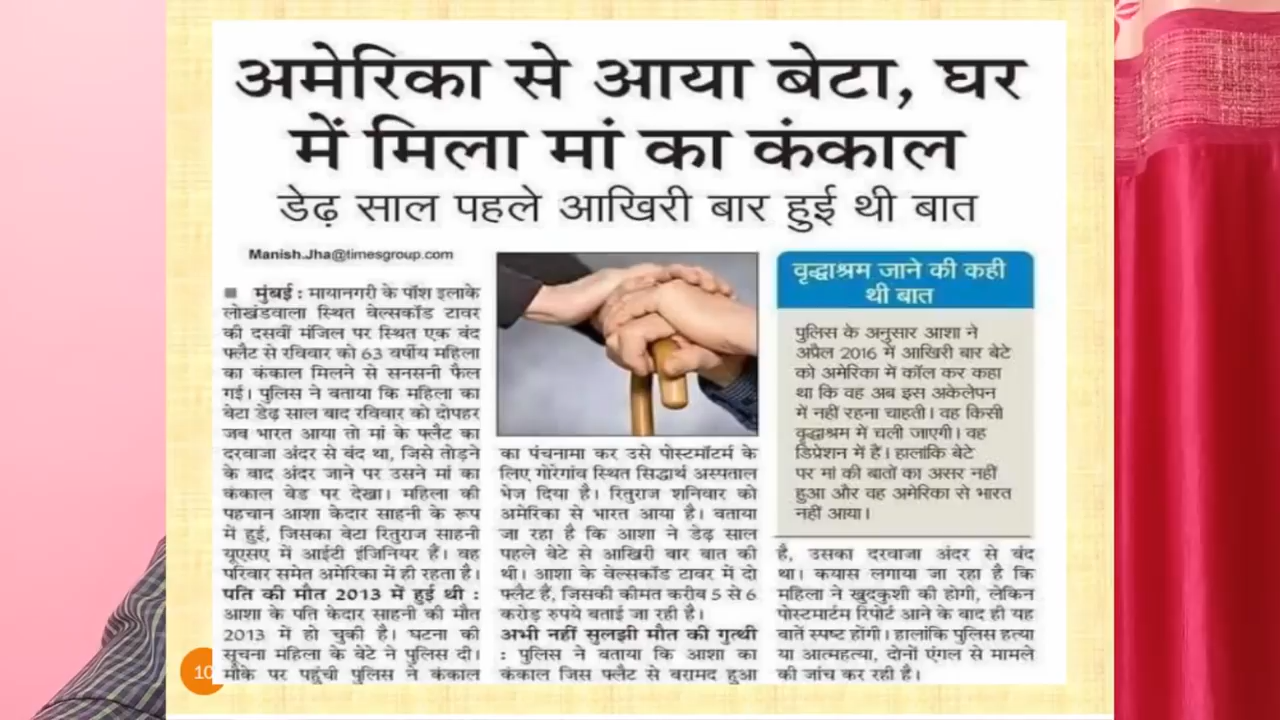 अमेरिका से आया बेटा, घर
में मिला मां का कंकाल
डेढ़ साल पहले आखिरी बार हुई थी बात
Manish.Jha@timesgroup.com
■ मुंबई : मायानगरी के पॉश इलाके
लोखंडवाला स्थित वेल्सकॉड टावर
की दसवीं मंजिल पर स्थित एक बंद
फ्लैट से रविवार को 63 वर्षीय महिला
का कंकाल मिलने से सनसनी फैल
गई। पुलिस ने बताया कि महिला का
बेटा डेढ़ साल बाद रविवार को दोपहर
जब भारत आया तो मां के फ्लैट का
दरवाजा अंदर से बंद था, जिसे तोड़ने
के बाद अंदर जाने पर उसने मां का
कंकाल बेड पर देखा। महिला की
पहचान आशा केदार साहनी के रूप
में हुई, जिसका बेटा रितुराज साहनी
यूएसए में आईटी इंजिनियर है। वह
परिवार समेत अमेरिका में ही रहता है।
पति की मौत 2013 में हुई थी :
आशा के पति केदार साहनी की मौत
2013 में हो चुकी है। घटना की
सूचना महिला के बेटे ने पुलिस दी।
मौके पर पहुंची पुलिस ने कंकाल
का पंचनामा कर उसे पोस्टमॉटर्म के
लिए गोरेगांव स्थित सिद्धार्थ अस्पताल
भेज दिया है। रितुराज शनिवार को
अमेरिका से भारत आया है। बताया
जा रहा है कि आशा ने डेढ़ साल
पहले बेटे से आखिरी बार बात की
थी। आशा के वेल्सकॉड टावर में दो
फ्लैट हैं, जिसकी कीमत करीब 5 से 6
करोड़ रुपये बताई जा रही है।
अभी नहीं सुलझी मौत की गुत्थी
: पुलिस ने बताया कि आशा का
कंकाल जिस फ्लैट से बरामद हुआ
वृद्धाश्रम जाने की कही
थी बात
पुलिस के अनुसार आशा ने
अप्रैल 2016 में आखिरी बार बेटे
को अमेरिका में कॉल कर कहा
था कि वह अब इस अकेलेपन
में नहीं रहना चाहती। वह किसी
वृद्धाश्रम में चली जाएगी। वह
डिप्रेशन में है। हालांकि बेटे
पर मां की बातों का असर नहीं
हुआ और वह अमेरिका से भारत
नहीं आया।
है, उसका दरवाजा अंदर से बंद
था। कयास लगाया जा रहा है कि
महिला ने खुदकुशी की होगी, लेकिन
पोस्टमार्टम रिपोर्ट आने के बाद ही यह
बातें स्पष्ट होंगी। हालांकि पुलिस हत्या
या आत्महत्या, दोनों एंगल से मामले
की जांच कर रही है।
10